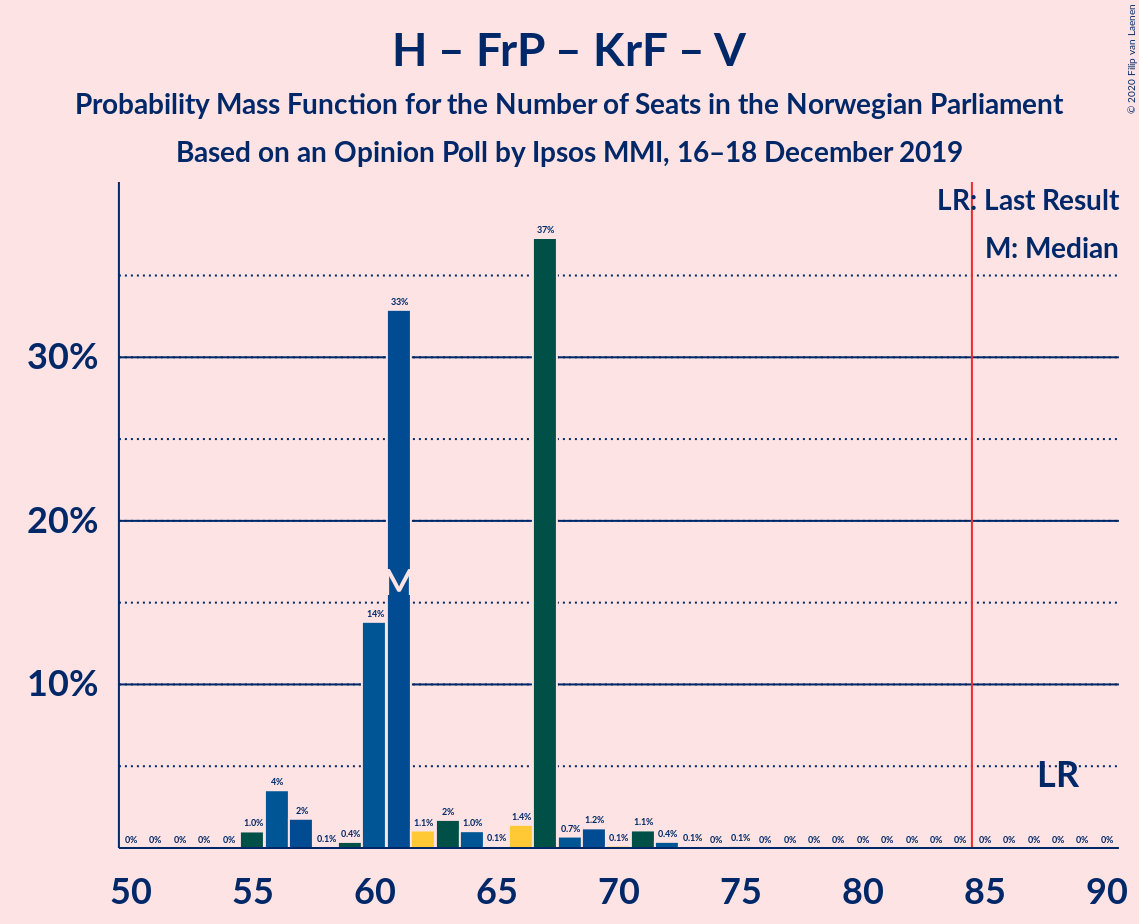 H – FrP – KrF – V
Probability Mass Function for the Number of Seats in the Norwegian Parliament
Based on an Opinion Poll by Ipsos MMI, 16–18 December 2019
© 2020 Filip van Laenen
LR: Last Result
M: Median
30%
20%
10%
0% 0% 0% 0% 0% 1.0% 4% 2% 0.1% 0.4% 14% 33% 1.1% 2% 1.0% 0.1% 1.4% 37% 0.7% 1.2% 0.1% 1.1% 0.4% 0.1% 0% 0.1% 0% 0% 0% 0% 0% 0% 0% 0% 0% 0% 0% 0% 0% 0% 0%
M
LR
50 55 60 65 70 75 80 85 90